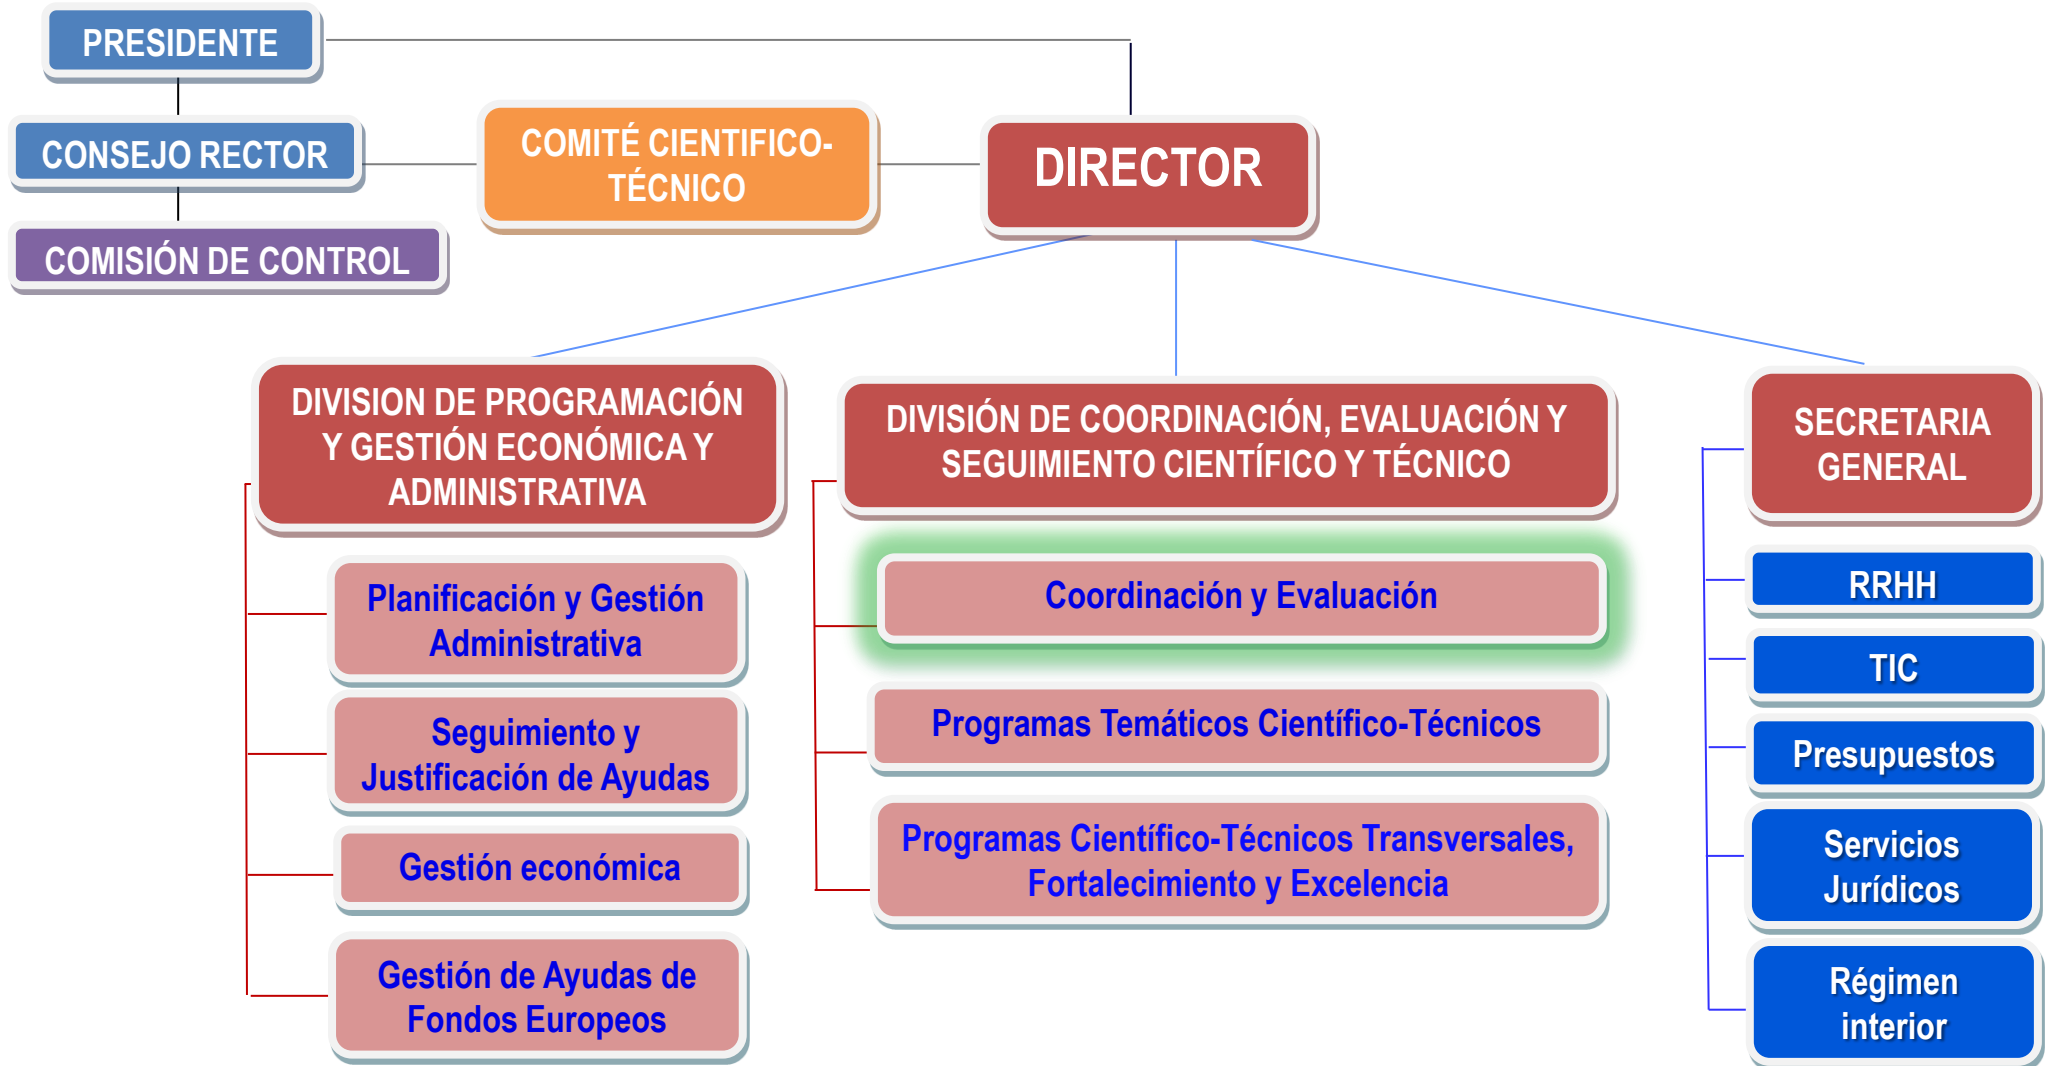 PRESIDENTE
CONSEJO RECTOR
COMISIÓN DE CONTROL
COMITÉ CIENTIFICO-
TÉCNICO
DIRECTOR
DIVISION DE PROGRAMACIÓN
Y GESTIÓN ECONÓMICA Y
ADMINISTRATIVA
Planificación y Gestión
Administrativa
Seguimiento y
Justificación de Ayudas
Gestión económica
Gestión de Ayudas de
Fondos Europeos
DIVISIÓN DE COORDINACIÓN, EVALUACIÓN Y
SEGUIMIENTO CIENTÍFICO Y TÉCNICO
Coordinación y Evaluación
Programas Temáticos Científico-Técnicos
Programas Científico-Técnicos Transversales,
Fortalecimiento y Excelencia
SECRETARIA
GENERAL
RRHH
TIC
Presupuestos
Servicios
Jurídicos
Régimen
interior